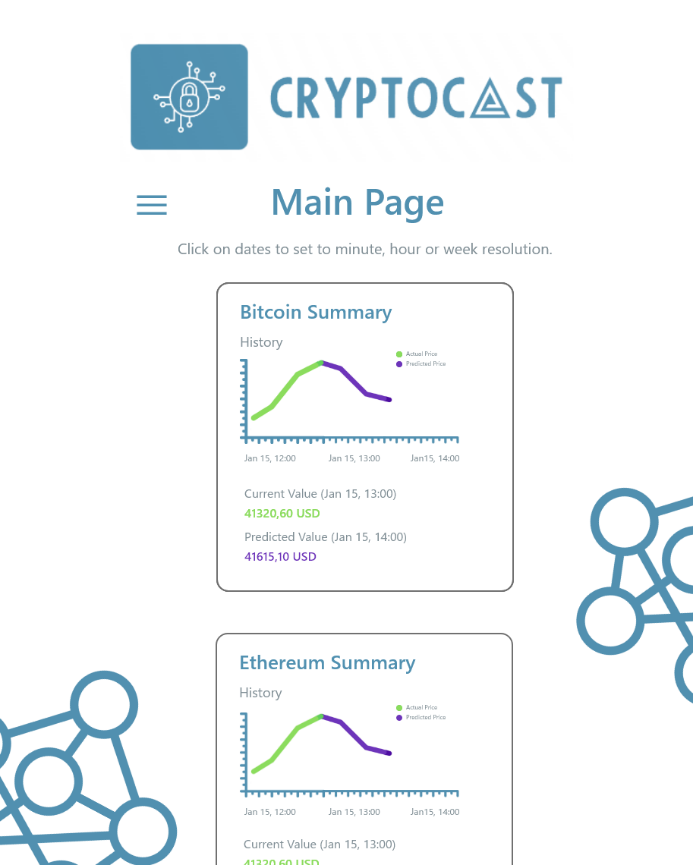 CRYPTOCAST
Main Page
Click on dates to set to minute, hour or week resolution.
Bitcoin Summary
History
Actual Price
Predicted Price
Jan 15, 12:00 Jan 15, 13:00 Jan15, 14:00
Current Value (Jan 15, 13:00)
41320,60 USD
Predicted Value (Jan 15, 14:00)
41615,10 USD
Ethereum Summary
History
Actual Price
Predicted Price
Jan 15, 12:00 Jan 15, 13:00 Jan15, 14:00
Current Value (Jan 15, 13:00)
41320,60 USD